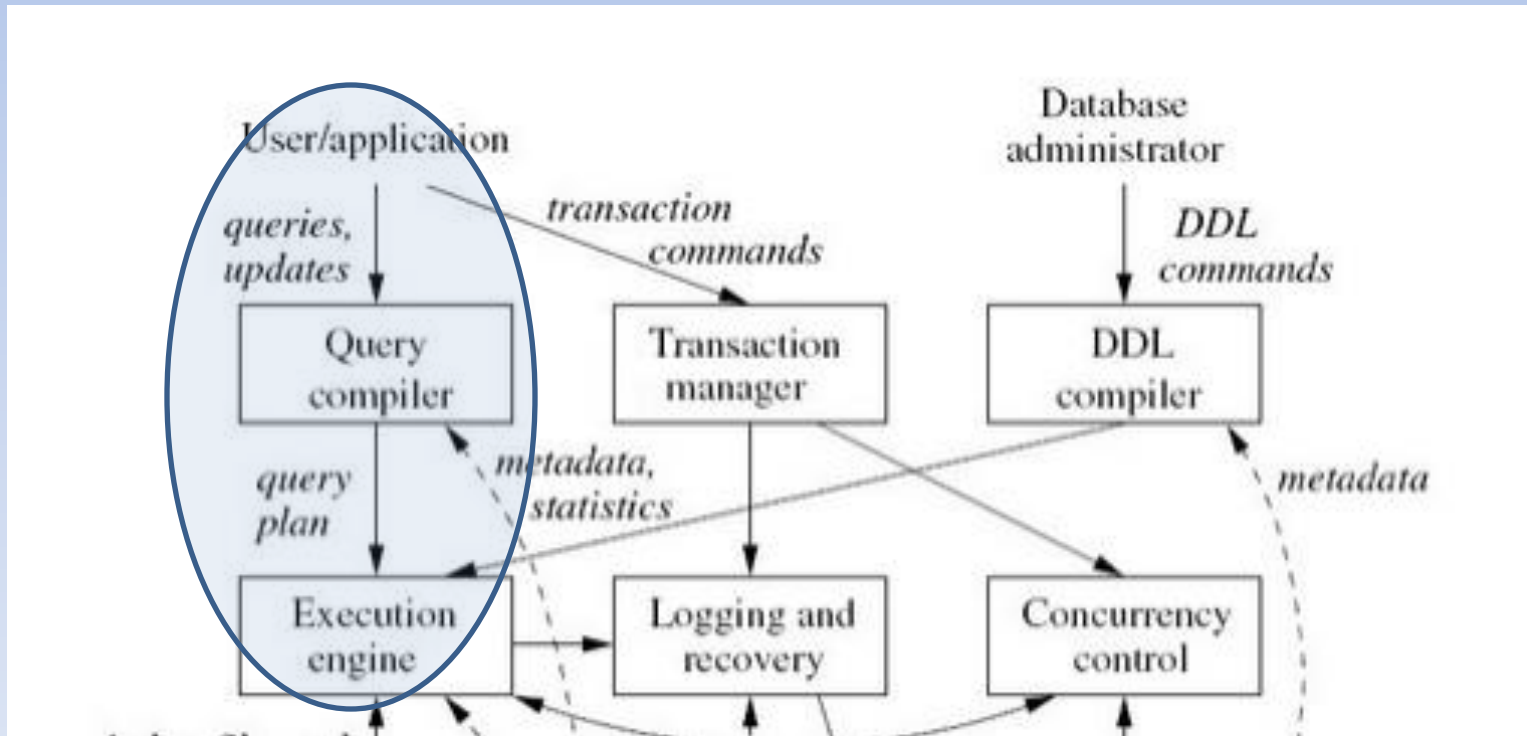 User/application
Database
administrator
queries,
updates
transaction
commands
DDL
commands
Query
compiler
Transaction
manager
DDL
compiler
query
plan
metadata,
statistics
metadata
Execution
engine
Logging and
recovery
Concurrency
control